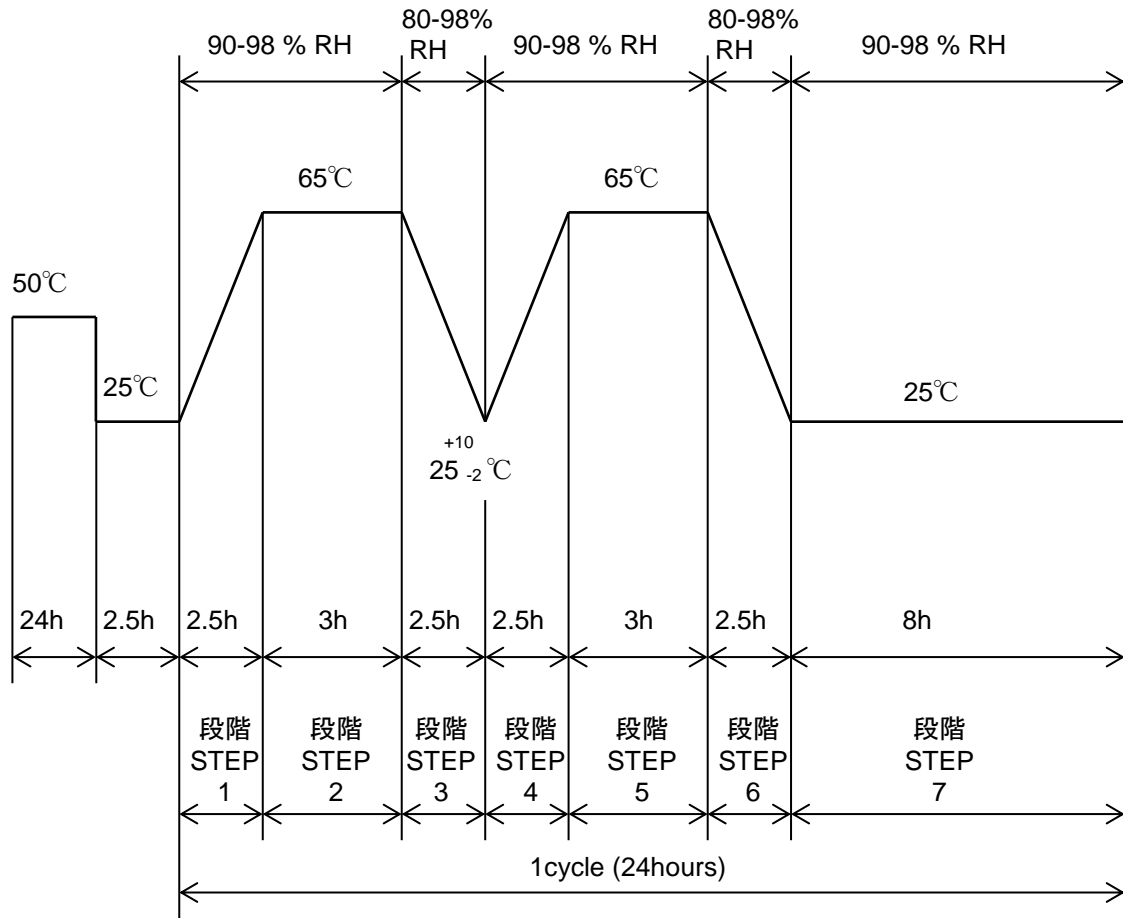 90-98 % RH
80-98%
RH
90-98 % RH
80-98%
RH
90-98 % RH
65℃
65℃
50℃
25℃
25℃
+10
25 -2 ℃
24h
2.5h
2.5h
3h
2.5h
2.5h
3h
2.5h
8h
段階
STEP
1
段階
STEP
2
段階
STEP
3
段階
STEP
4
段階
STEP
5
段階
STEP
6
段階
STEP
7
1cycle (24hours)